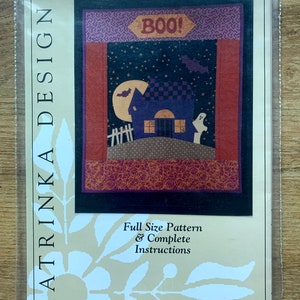 BOO!
ATRINKA DESIGN
Full Size Pattern
& Complete
Instructions